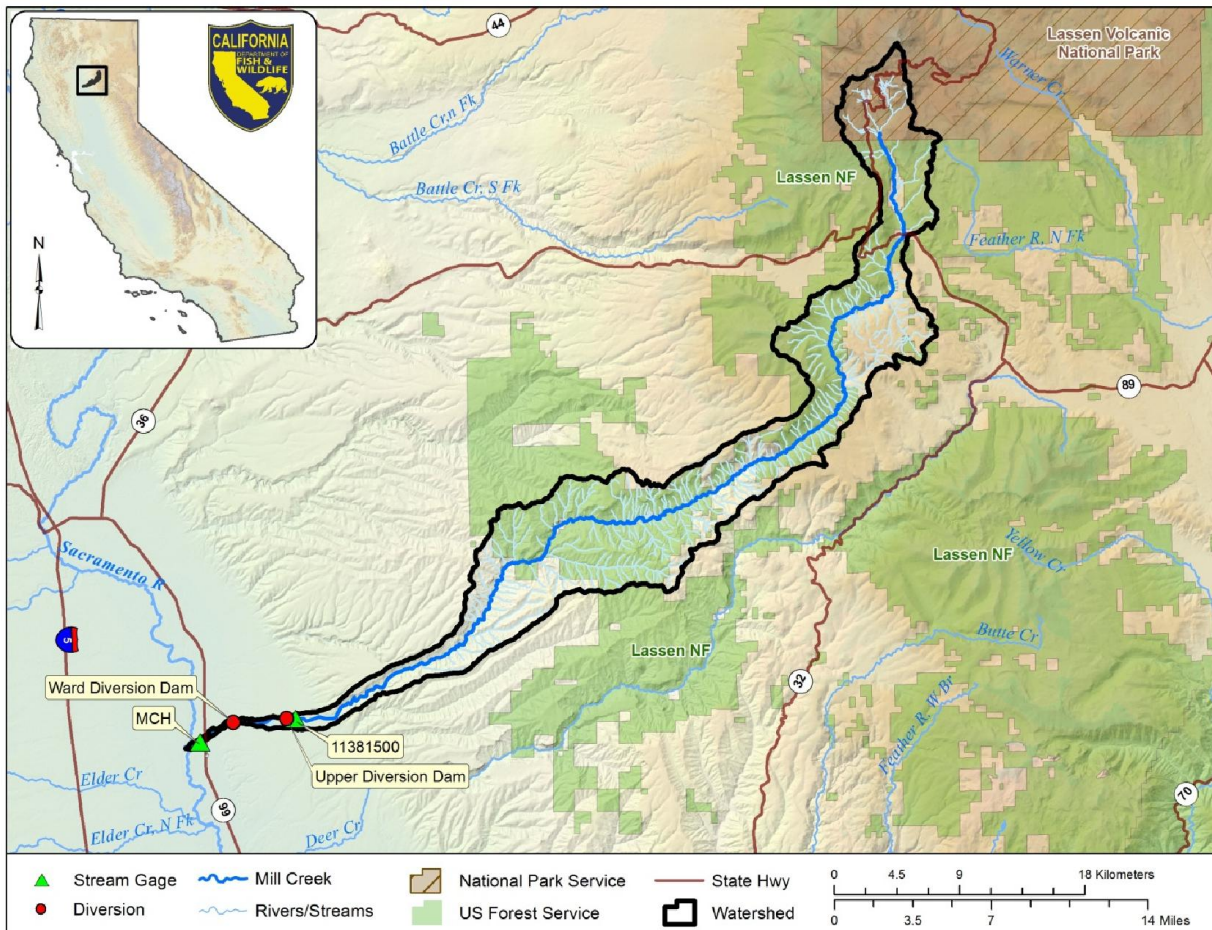 CALIFORNIA
DEPARTMENT OF
FISH &
WILDLIFE
N
44
Lassen Volcanic
National Park
Warner Cr
Battle Cr,n Fk
Battle Cr, S Fk
Lassen NF
Feather R, N Fk
36
89
Sacramento R
Lassen NF
Yellow Cr
5
Lassen NF
Butte Cr
32
Ward Diversion Dam
MCH
11381500
Upper Diversion Dam
Feather R, W Br
Elder Cr
99
Elder Cr, N Fk
Deer Cr
70
Stream Gage
Mill Creek
National Park Service
State Hwy
0 4.5 9 18 Kilometers
Diversion
Rivers/Streams
US Forest Service
Watershed
0 3.5 7 14 Miles